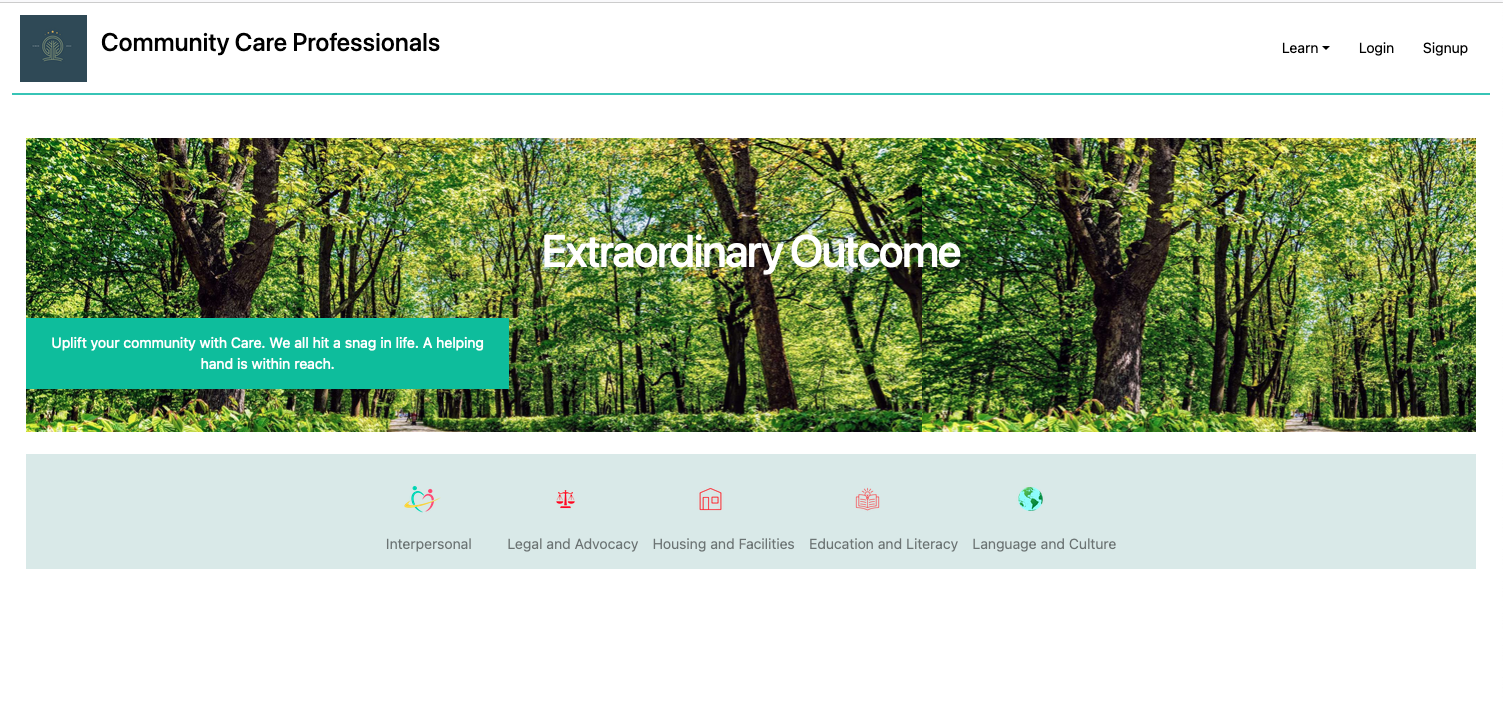 Community Care Professionals
Learn
Login
Signup
Extraordinary Outcome
Uplift your community with Care. We all hit a snag in life. A helping
hand is within reach.
Interpersonal
Legal and Advocacy
Housing and Facilities
Education and Literacy
Language and Culture